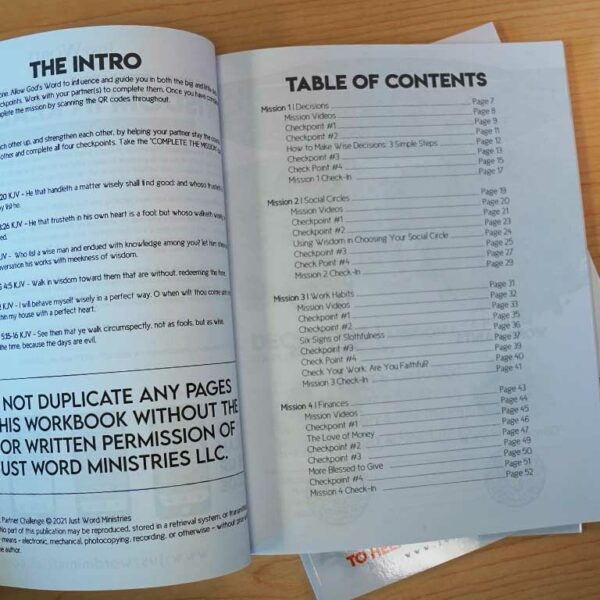 THE INTRO
one. Allow God's Word to influence and guide you in both the big and little
checkpoints. Work with your partner(s) to complete them. Once you have
plete the mission by scanning the QR codes throughout.
each other up, and strengthen each other, by helping your partner stay the
other and complete all four checkpoints. Take the "COMPLETE THE MISSION
20 KJV - He that handleth a matter wisely shall find good: and whoso trusteth
he.
26 KJV - He that trusteth in his own heart is a fool: but whoso walketh
KJV - Who is a wise man and endued with knowledge among you? let him
his works with meekness of wisdom.
4:5 KJV - Walk in wisdom toward them that are without, redeeming the time.
KJV - I will behave myself wisely in a perfect way. O when wilt thou come
my house with a perfect heart.
5:15-16 KJV - See then that ye walk circumspectly, not as fools, but as wise,
the time, because the days are evil.
NOT DUPLICATE ANY PAGES
HIS WORKBOOK WITHOUT THE
OR WRITTEN PERMISSION OF
UST WORD MINISTRIES LLC.
Partner Challenge © 2021 Just Word Ministries
No part of this publication may be reproduced, stored in a retrieval system, or
means - electronic, mechanical, photocopying, recording, or otherwise - without
author.
TABLE OF CONTENTS
Mission 1 | Decisions Page 7
Mission Videos Page 8
Checkpoint #1 Page 9
Checkpoint #2 Page 11
How to Make Wise Decisions: 3 Simple Steps Page 12
Checkpoint #3 Page 13
Check Point #4 Page 15
Mission 1 Check-In Page 17
Mission 2 | Social Circles Page 19
Mission Videos Page 20
Checkpoint #1 Page 21
Checkpoint #2 Page 23
Using Wisdom in Choosing Your Social Circle Page 24
Checkpoint #3 Page 25
Check Point #4 Page 27
Mission 2 Check-In Page 29
Mission 3 | Work Habits Page 31
Mission Videos Page 32
Checkpoint #1 Page 33
Checkpoint #2 Page 35
Six Signs of Slothfulness Page 36
Checkpoint #3 Page 37
Check Point #4 Page 39
Check Your Work: Are You Faithful? Page 40
Mission 3 Check-In Page 41
Mission 4 | Finances Page 43
Mission Videos Page 44
Checkpoint #1 Page 45
The Love of Money Page 46
Checkpoint #2 Page 47
Checkpoint #3 Page 49
More Blessed to Give Page 50
Checkpoint #4 Page 51
Mission 4 Check-In Page 52
TO HEL